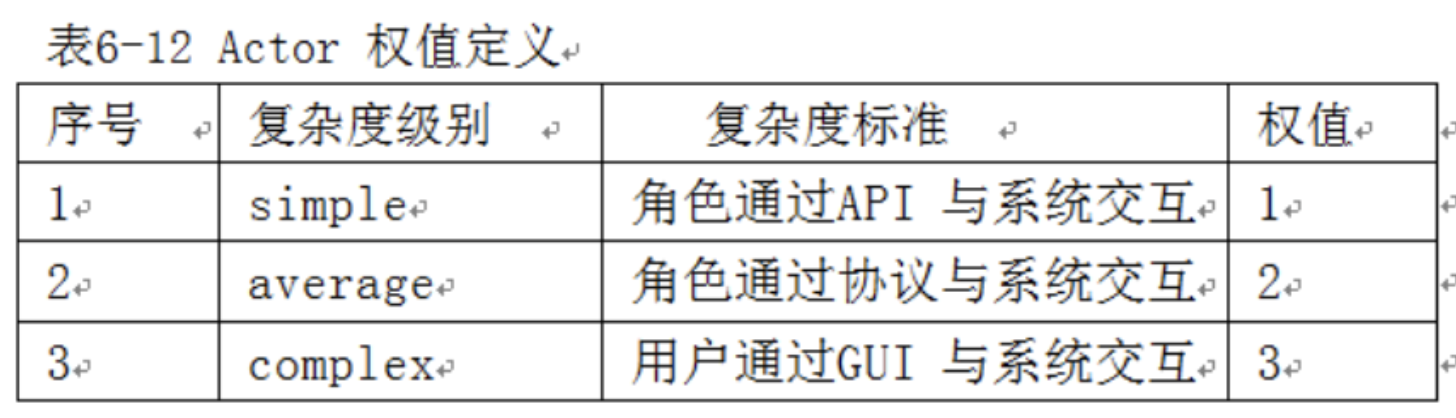 表6-12 Actor 权值定义
序号 复杂度级别 复杂度标准 权值
1 simple 角色通过API 与系统交互 1
2 average 角色通过协议与系统交互 2
3 complex 用户通过GUI 与系统交互 3